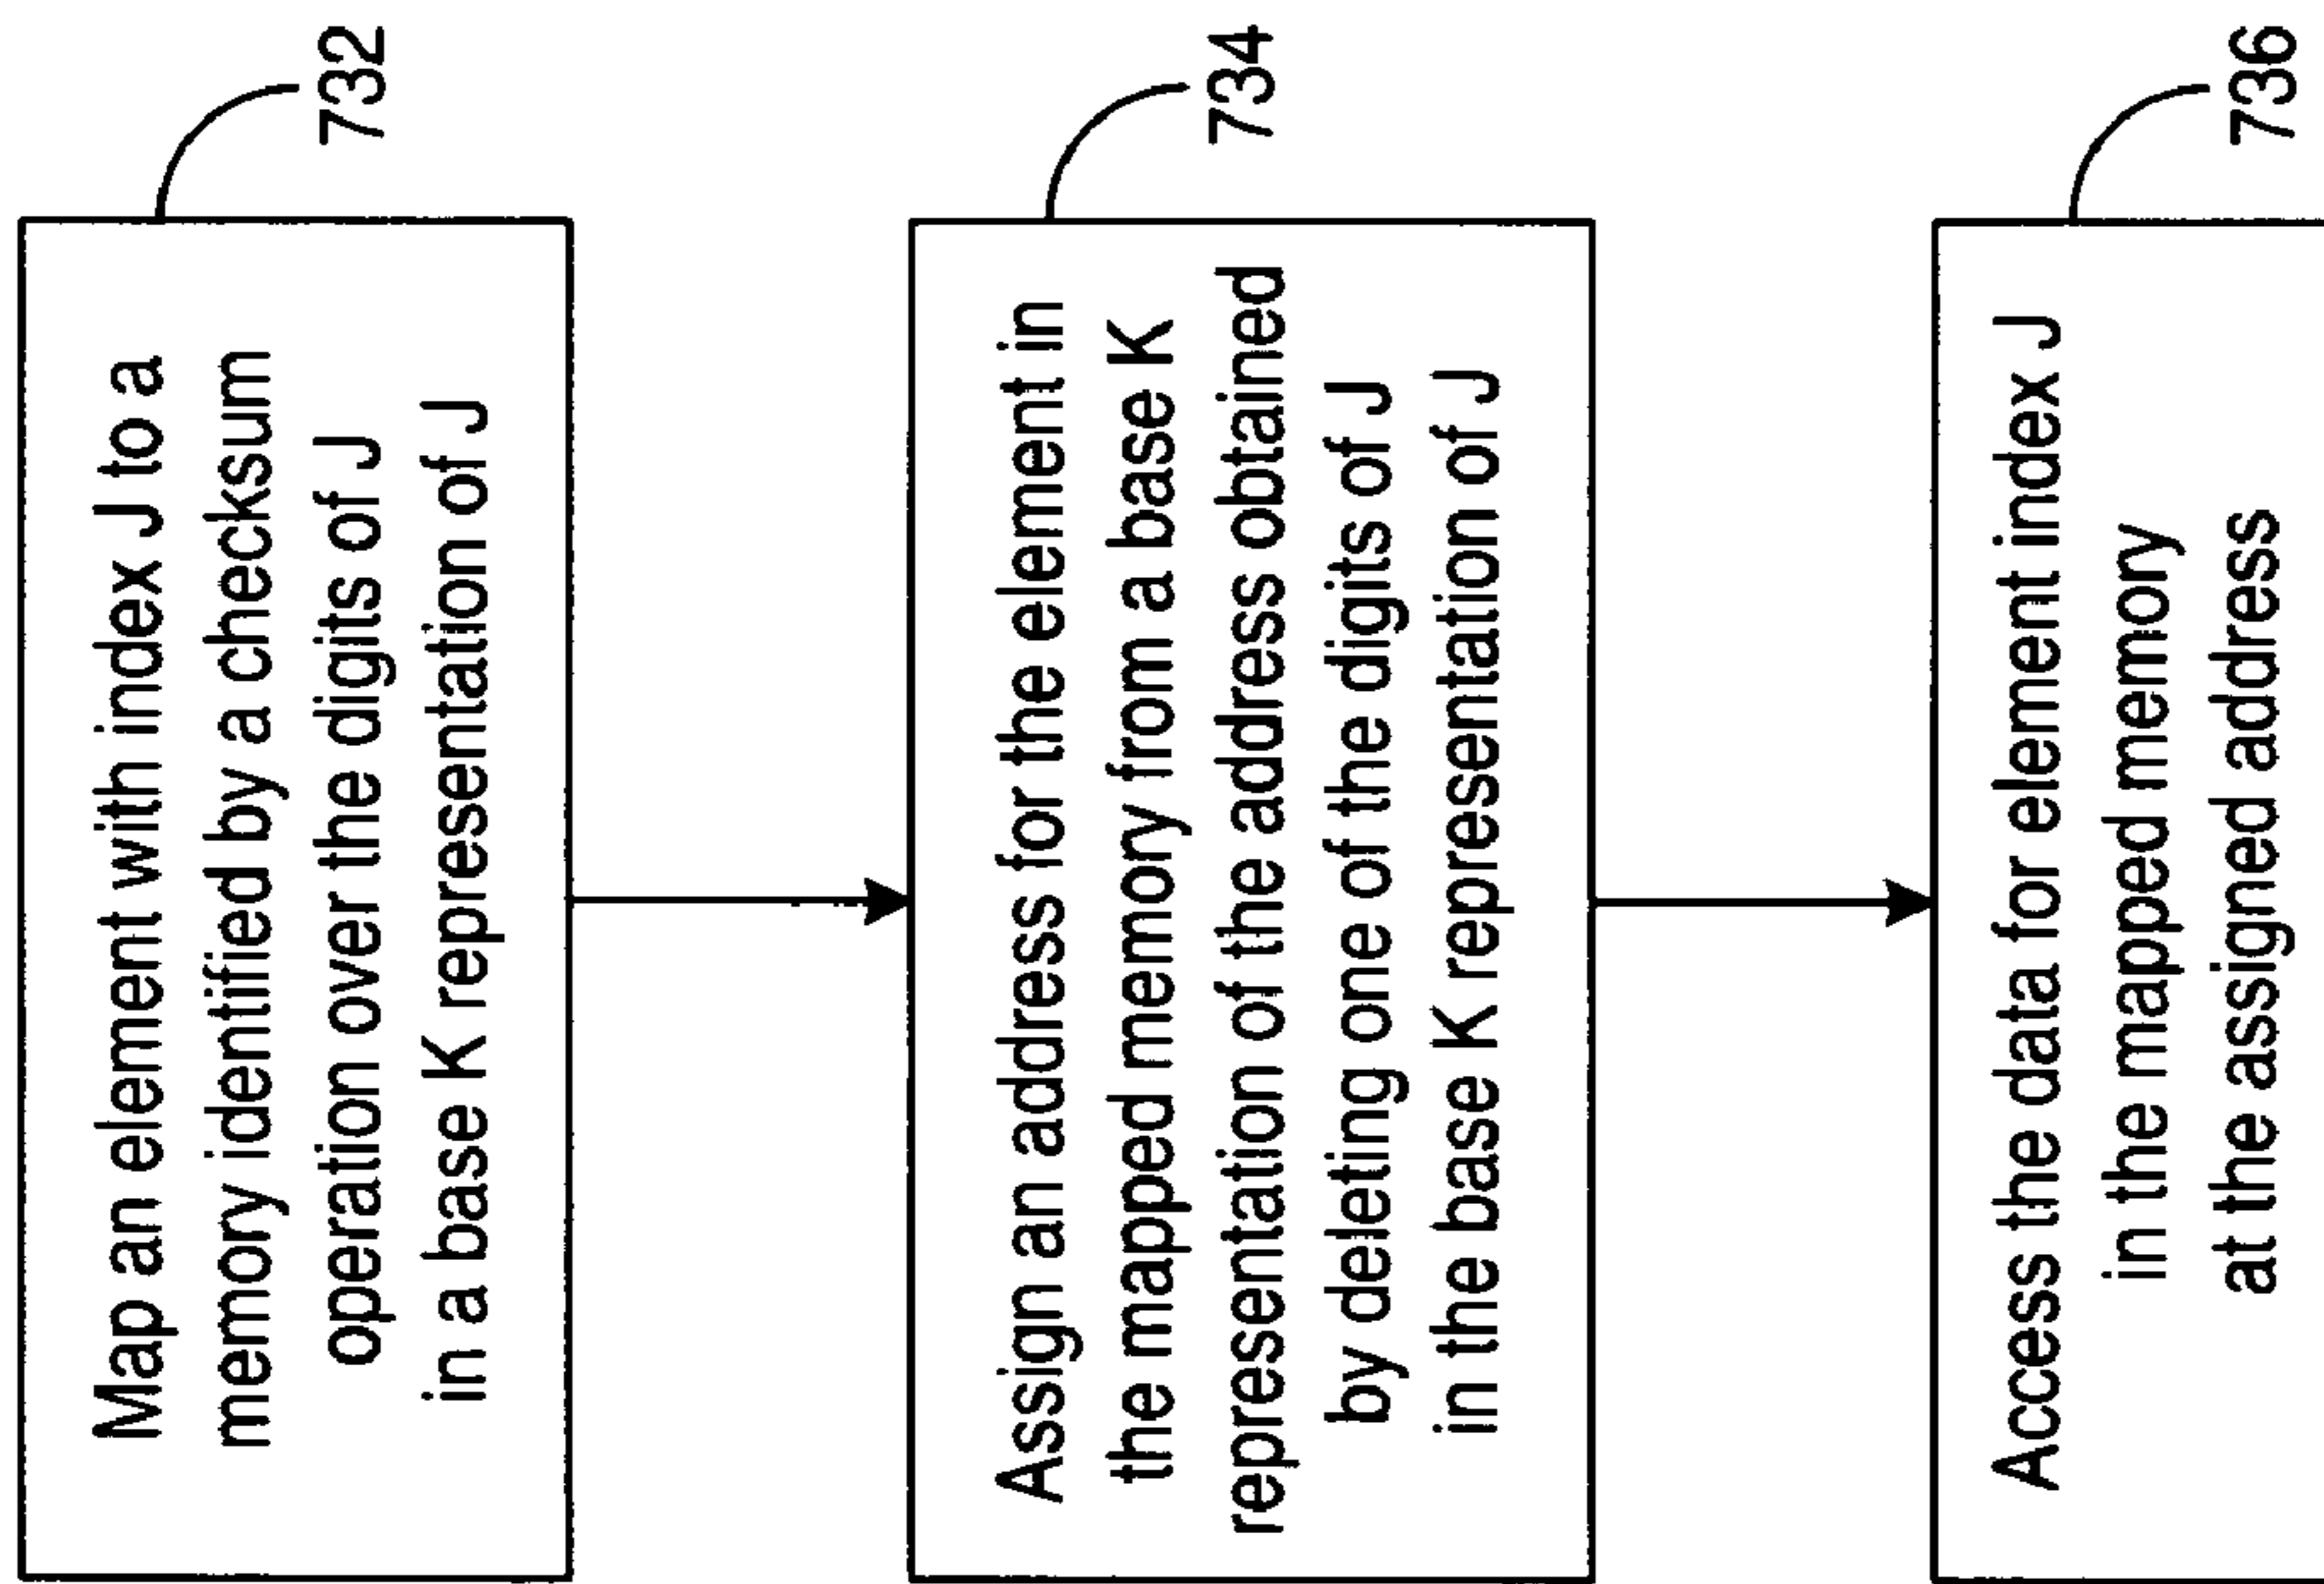 Map an element with index J to a
memory identified by a checksum
operation over the digits of J
in a base K representation of J
732
Assign an address for the element in
the mapped memory from a base K
representation of the address obtained
by deleting one of the digits of J
in the base K representation of J
734
Access the data for element index J
in the mapped memory
at the assigned address
736